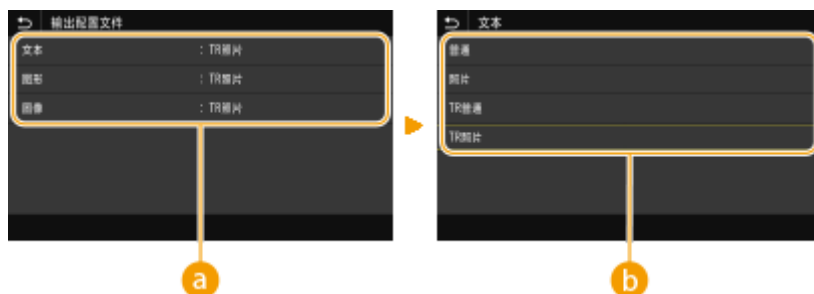 输出配置文件
文本 : TR照片
图形 : TR照片
图像 : TR照片
a
文本
普通
照片
TR普通
TR照片
b